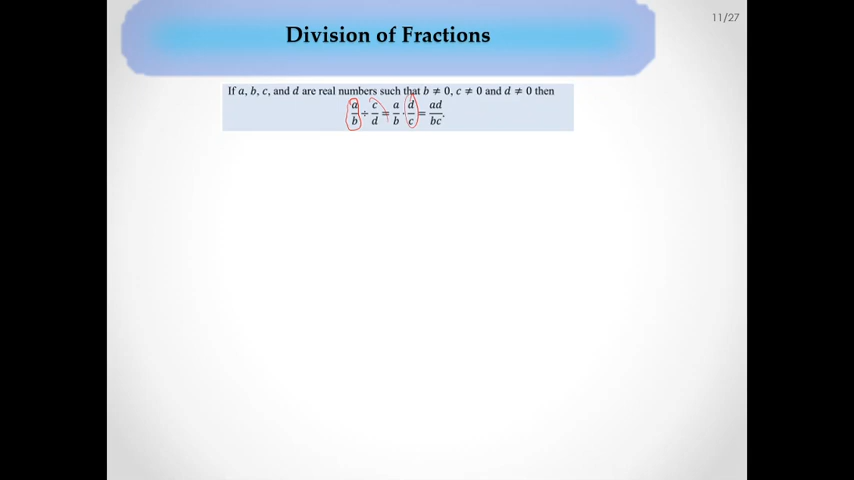 11/27
Division of Fractions
If a, b, c, and d are real numbers such that b ≠ 0, c ≠ 0 and d ≠ 0 then
a/b ÷ c/d = a/b · d/c = ad/bc.